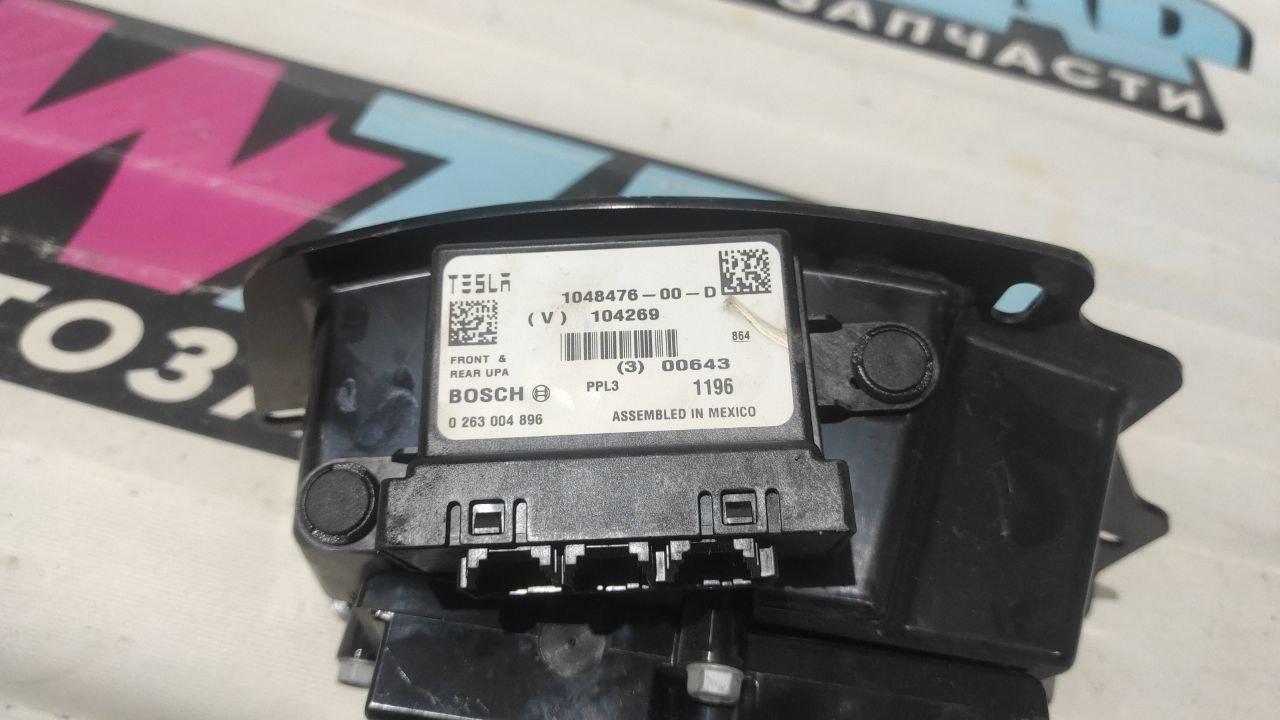 ЗАПЧАСТИ
TESLA
1048476-00-D
(V) 104269
864
FRONT &
REAR UPA
(3) 00643
BOSCH
PPL3
1196
0 263 004 896
ASSEMBLED IN MEXICO